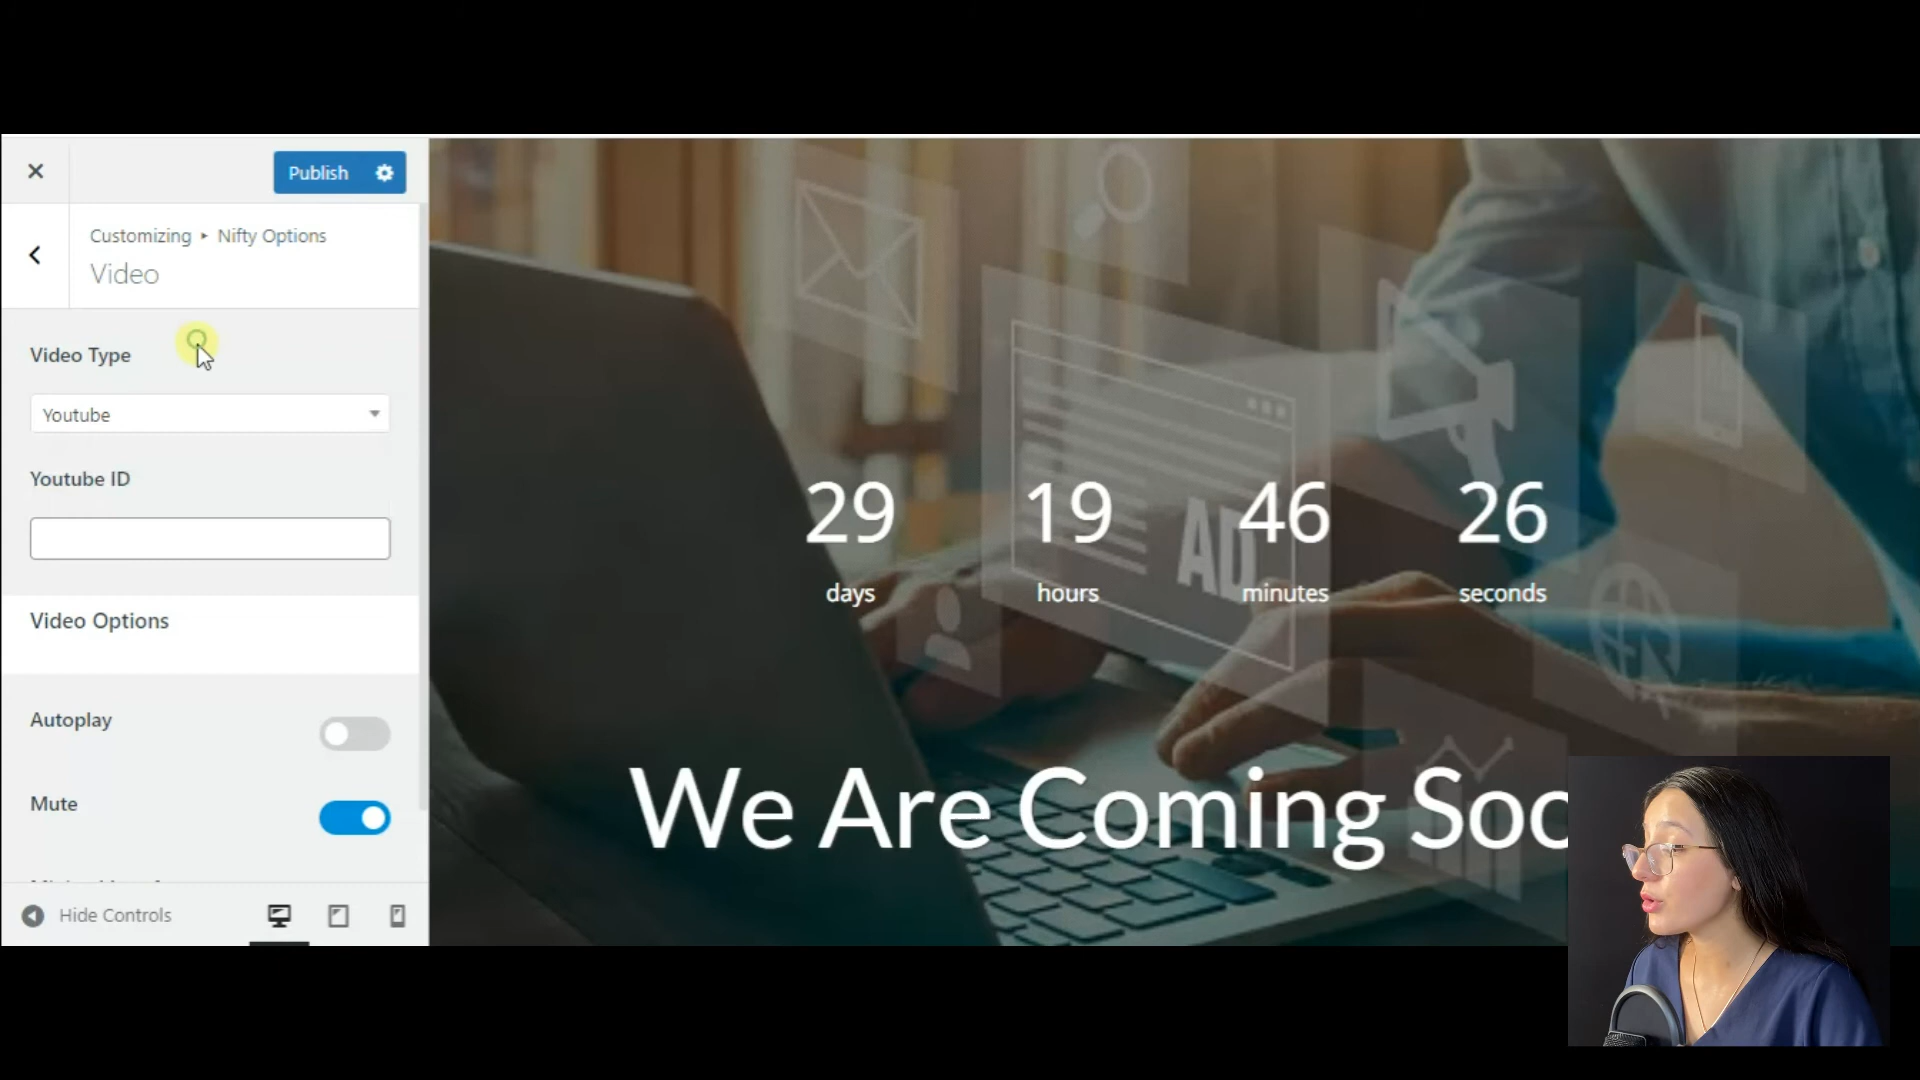 Publish
Customizing ▸ Nifty Options
Video
Video Type
Youtube
Youtube ID
Video Options
Autoplay
Mute
Hide Controls
AD
29 19 46 26
days hours minutes seconds
We Are Coming